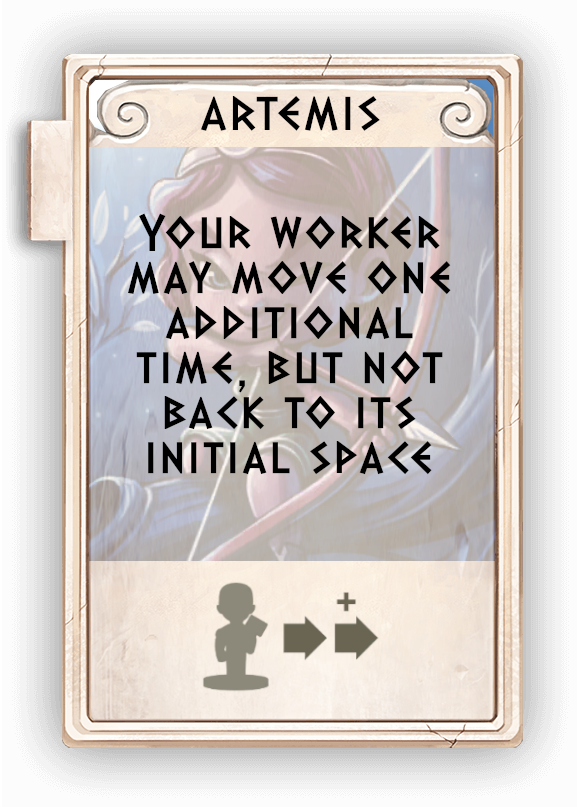 ARTEMIS
YOUR WORKER
MAY MOVE ONE
ADDITIONAL
TIME, BUT NOT
BACK TO ITS
INITIAL SPACE
+